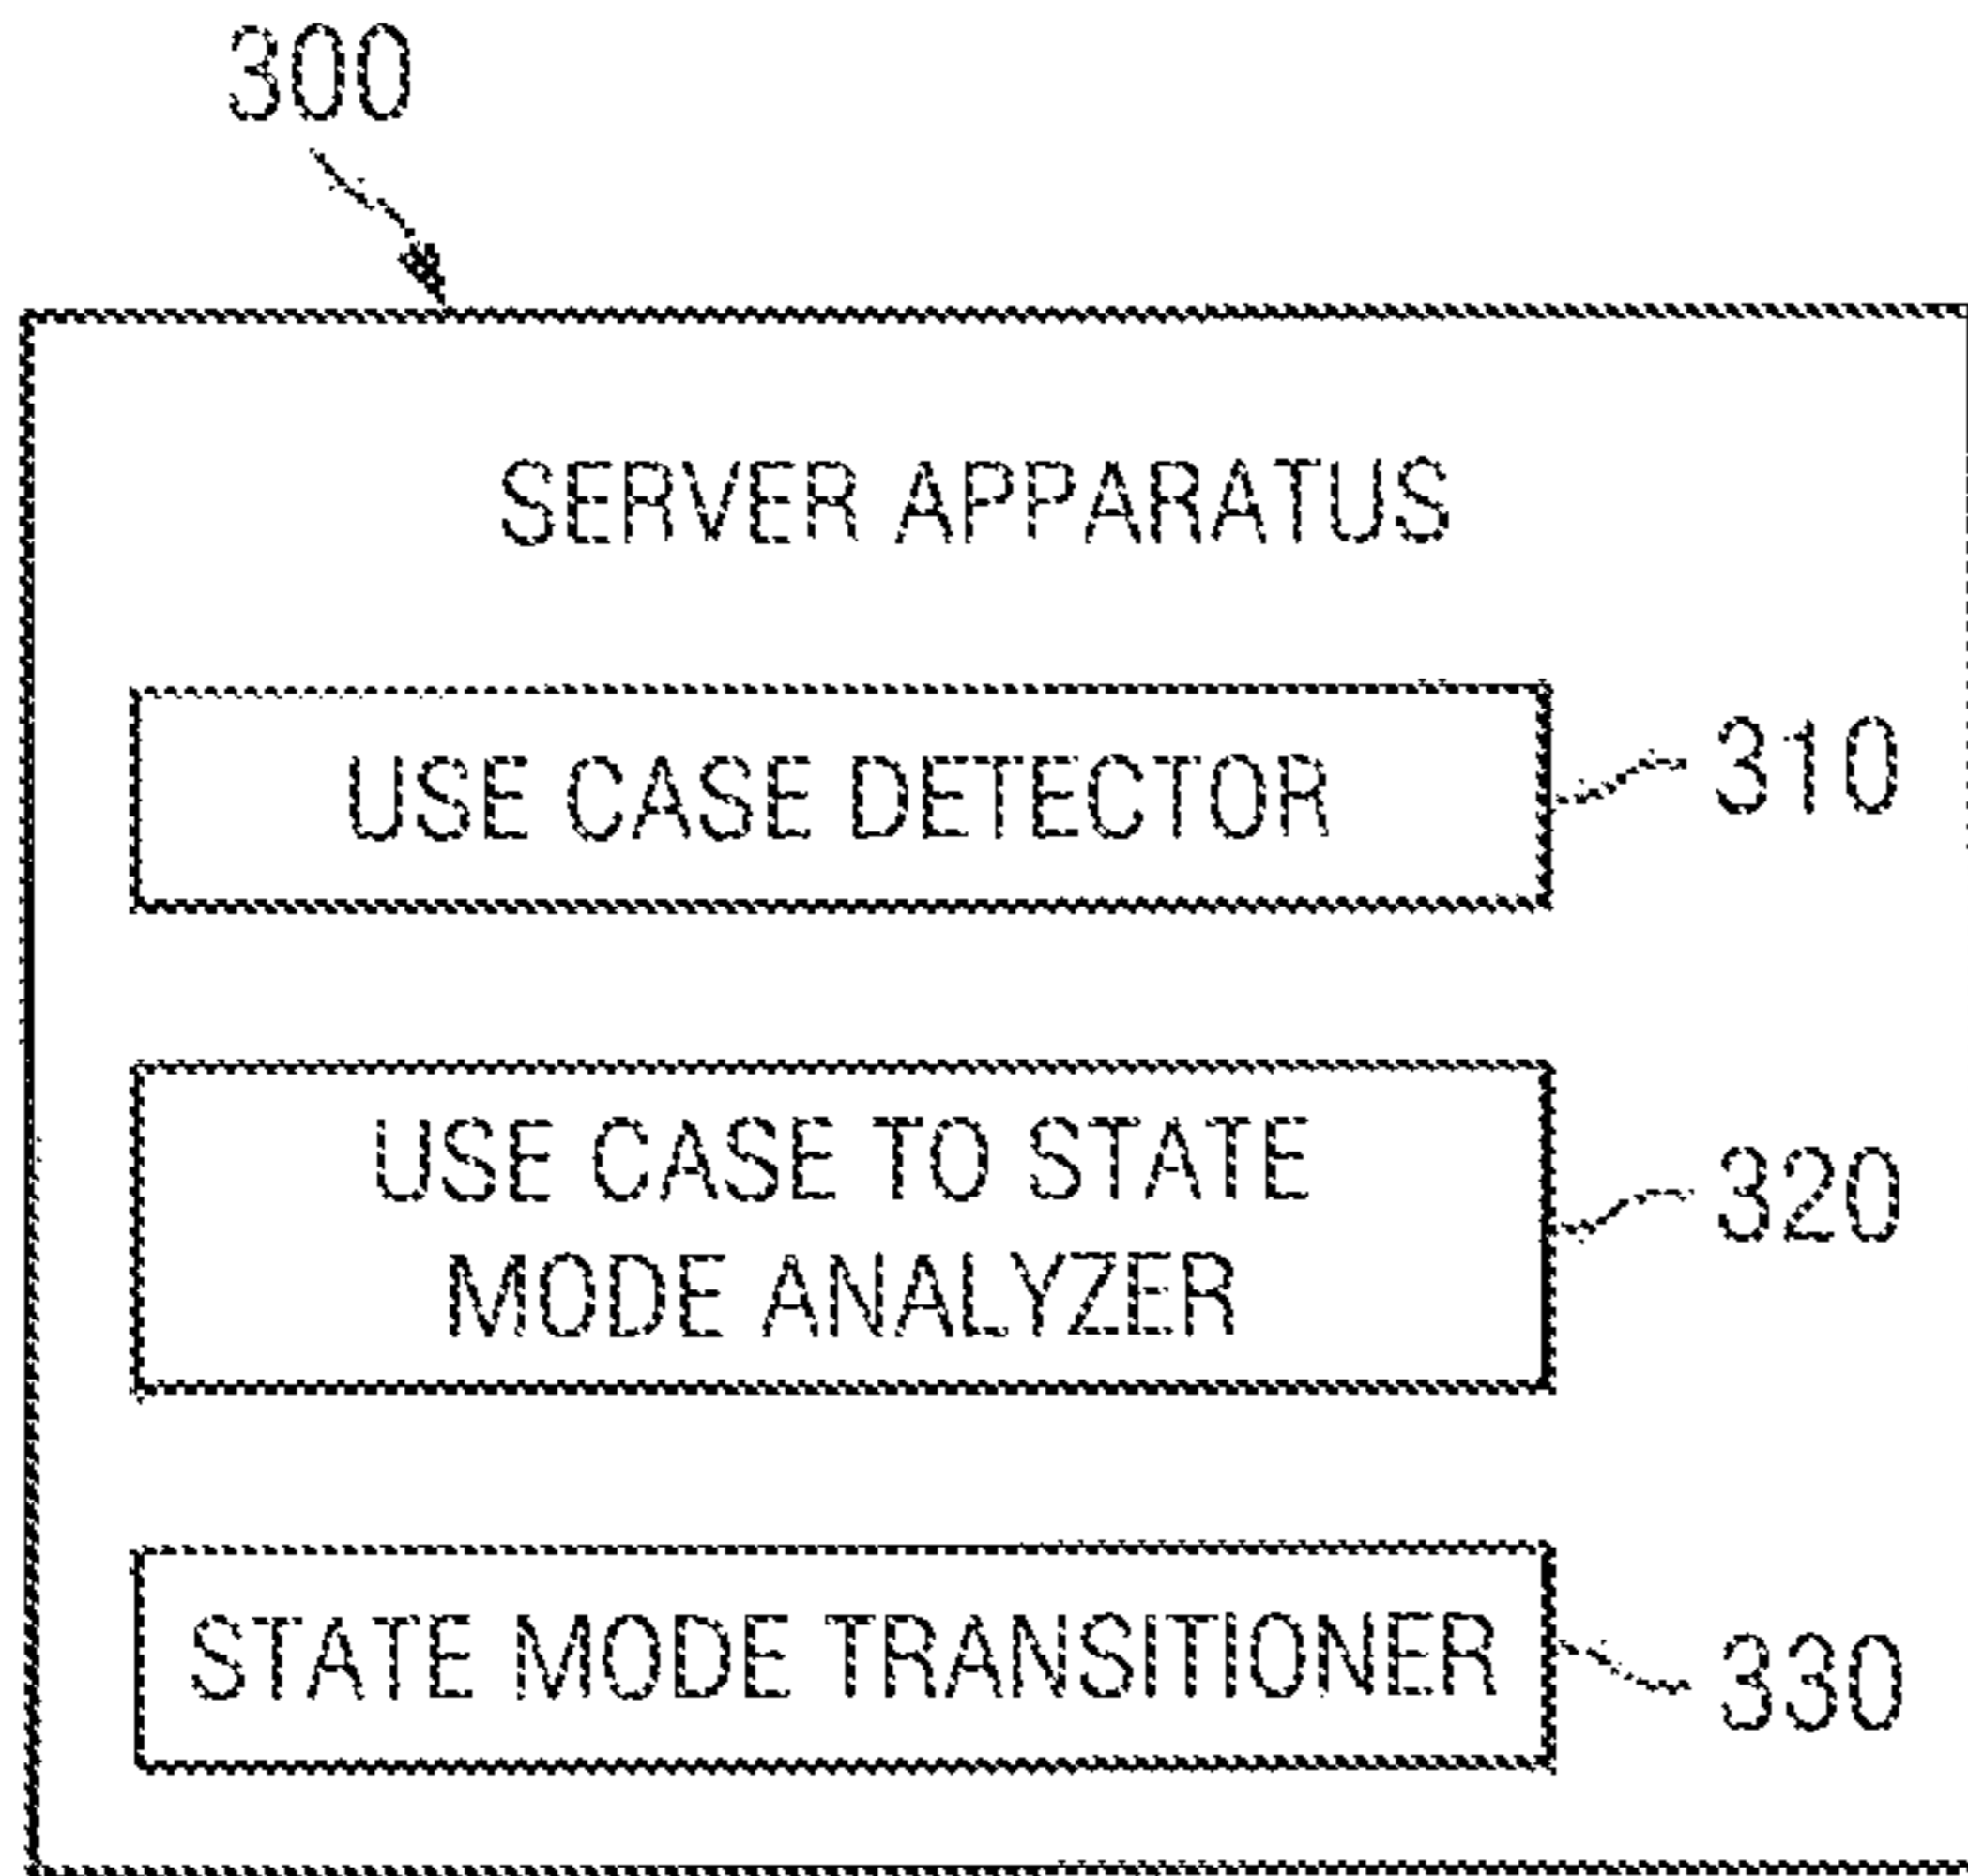 300
SERVER APPARATUS
USE CASE DETECTOR
310
USE CASE TO STATE
MODE ANALYZER
320
STATE MODE TRANSITIONER
330